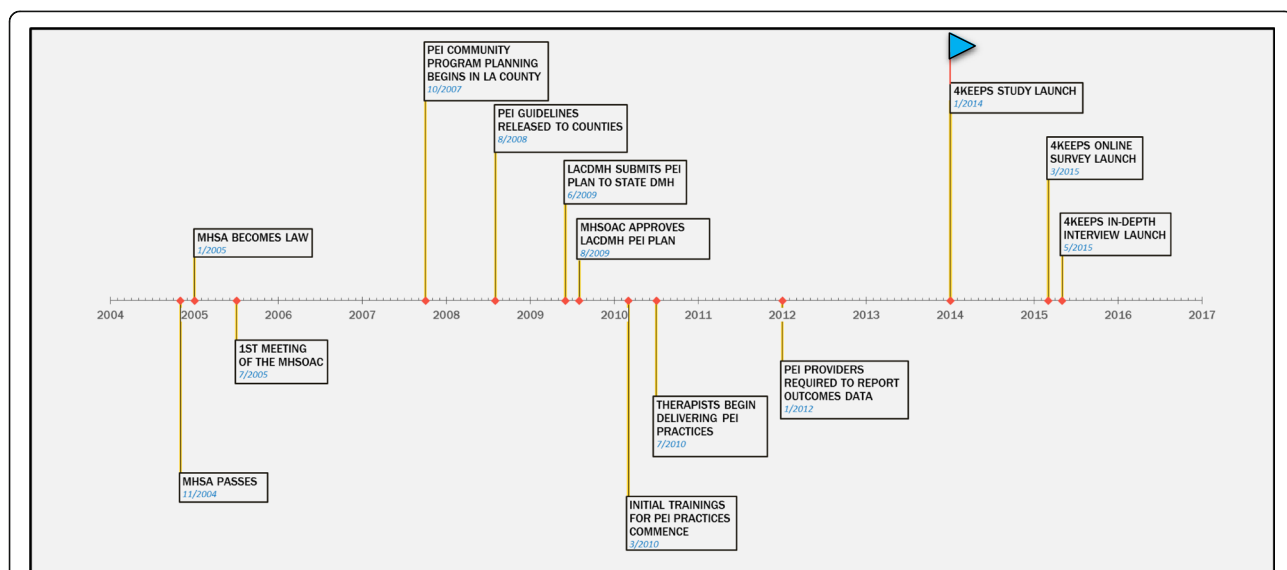 PEI COMMUNITY
PROGRAM PLANNING
BEGINS IN LA COUNTY
10/2007
PEI GUIDELINES
RELEASED TO COUNTIES
8/2008
LACDMH SUBMITS PEI
PLAN TO STATE DMH
6/2009
MHSOAC APPROVES
LACDMH PEI PLAN
8/2009
MHSA BECOMES LAW
1/2005
4KEEPS STUDY LAUNCH
1/2014
4KEEPS ONLINE
SURVEY LAUNCH
3/2015
4KEEPS IN-DEPTH
INTERVIEW LAUNCH
5/2015
2004 2005 2006 2007 2008 2009 2010 2011 2012 2013 2014 2015 2016 2017
1ST MEETING
OF THE MHSOAC
7/2005
MHSA PASSES
11/2004
INITIAL TRAININGS
FOR PEI PRACTICES
COMMENCE
3/2010
THERAPISTS BEGIN
DELIVERING PEI
PRACTICES
7/2010
PEI PROVIDERS
REQUIRED TO REPORT
OUTCOMES DATA
1/2012